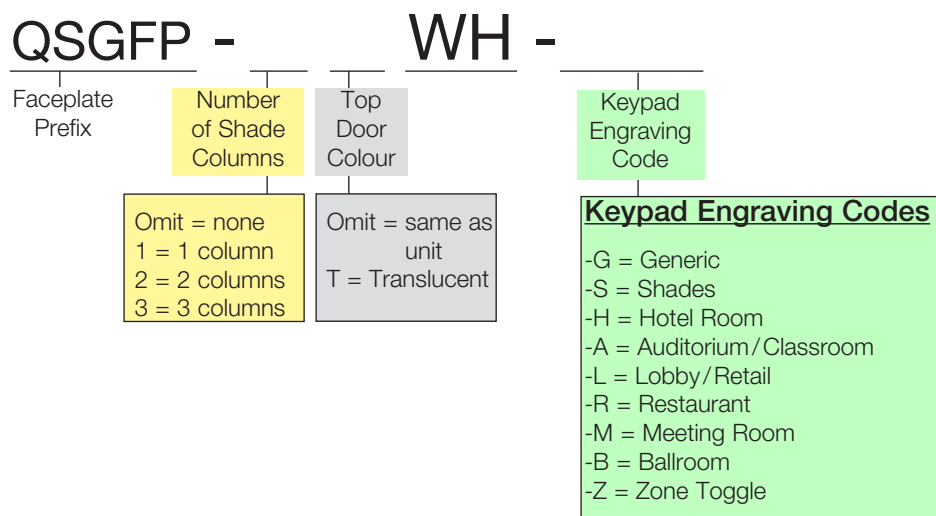 QSGFP - WH -
Faceplate
Prefix
Number
of Shade
Columns
Top
Door
Colour
Keypad
Engraving
Code
Omit = none
1 = 1 column
2 = 2 columns
3 = 3 columns
Omit = same as
unit
T = Translucent
Keypad Engraving Codes
-G = Generic
-S = Shades
-H = Hotel Room
-A = Auditorium/Classroom
-L = Lobby/Retail
-R = Restaurant
-M = Meeting Room
-B = Ballroom
-Z = Zone Toggle